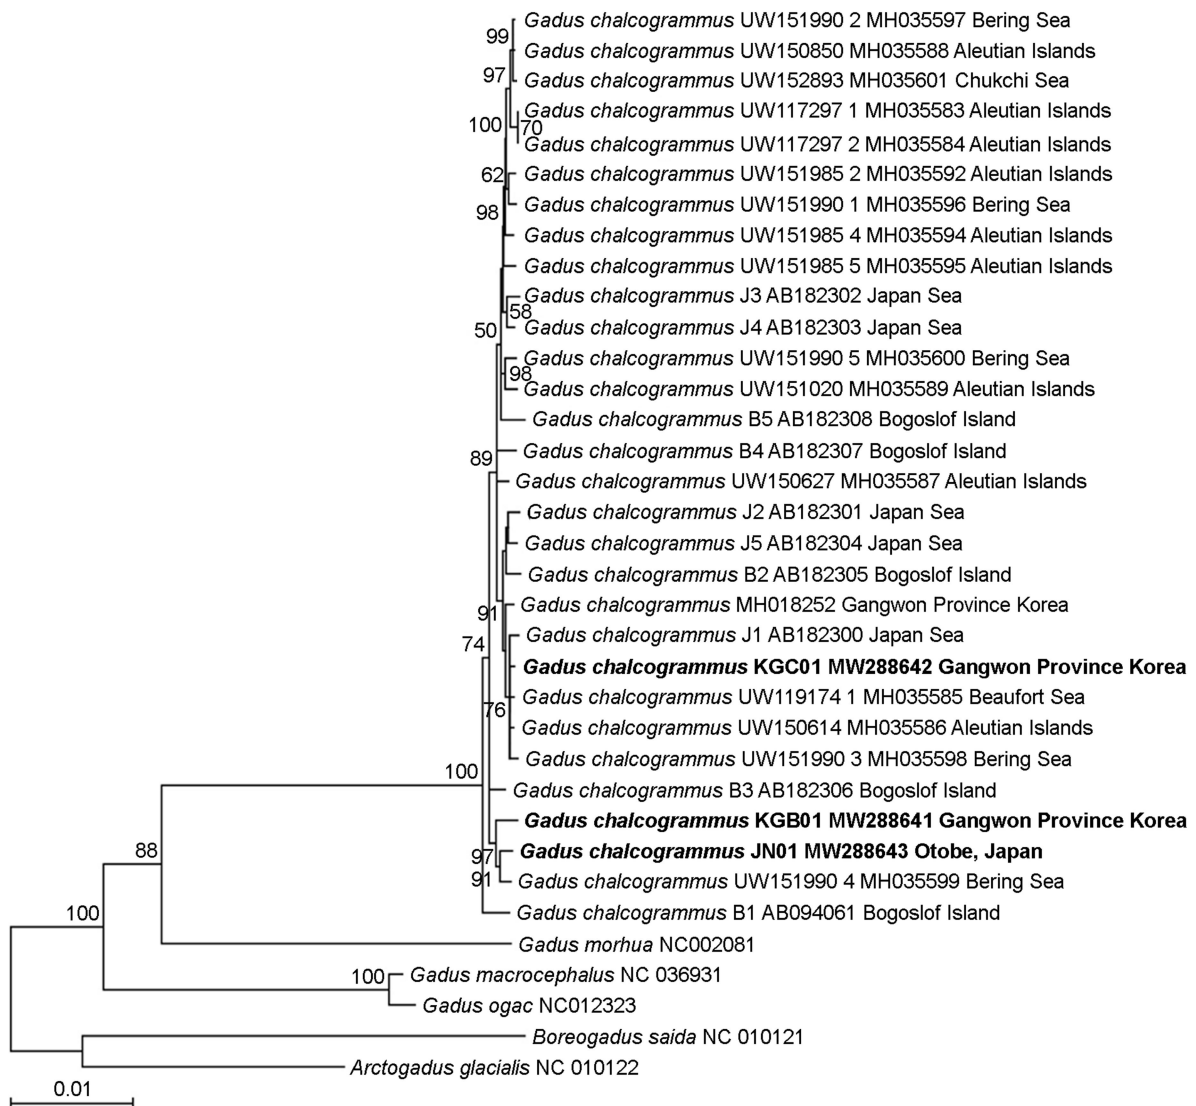 Gadus chalcogrammus UW151990 2 MH035597 Bering Sea
99
Gadus chalcogrammus UW150850 MH035588 Aleutian Islands
97
Gadus chalcogrammus UW152893 MH035601 Chukchi Sea
Gadus chalcogrammus UW117297 1 MH035583 Aleutian Islands
100
70
Gadus chalcogrammus UW117297 2 MH035584 Aleutian Islands
62
Gadus chalcogrammus UW151985 2 MH035592 Aleutian Islands
Gadus chalcogrammus UW151990 1 MH035596 Bering Sea
98
Gadus chalcogrammus UW151985 4 MH035594 Aleutian Islands
Gadus chalcogrammus UW151985 5 MH035595 Aleutian Islands
Gadus chalcogrammus J3 AB182302 Japan Sea
58
Gadus chalcogrammus J4 AB182303 Japan Sea
50
Gadus chalcogrammus UW151990 5 MH035600 Bering Sea
98
Gadus chalcogrammus UW151020 MH035589 Aleutian Islands
Gadus chalcogrammus B5 AB182308 Bogoslof Island
Gadus chalcogrammus B4 AB182307 Bogoslof Island
89
Gadus chalcogrammus UW150627 MH035587 Aleutian Islands
Gadus chalcogrammus J2 AB182301 Japan Sea
Gadus chalcogrammus J5 AB182304 Japan Sea
Gadus chalcogrammus B2 AB182305 Bogoslof Island
Gadus chalcogrammus MH018252 Gangwon Province Korea
91
Gadus chalcogrammus J1 AB182300 Japan Sea
74
Gadus chalcogrammus KGC01 MW288642 Gangwon Province Korea
Gadus chalcogrammus UW119174 1 MH035585 Beaufort Sea
76
Gadus chalcogrammus UW150614 MH035586 Aleutian Islands
Gadus chalcogrammus UW151990 3 MH035598 Bering Sea
100
Gadus chalcogrammus B3 AB182306 Bogoslof Island
Gadus chalcogrammus KGB01 MW288641 Gangwon Province Korea
88
Gadus chalcogrammus JN01 MW288643 Otobe, Japan
97
91
Gadus chalcogrammus UW151990 4 MH035599 Bering Sea
100
Gadus chalcogrammus B1 AB094061 Bogoslof Island
Gadus morhua NC002081
100
Gadus macrocephalus NC 036931
Gadus ogac NC012323
Boreogadus saida NC 010121
Arctogadus glacialis NC 010122
0.01